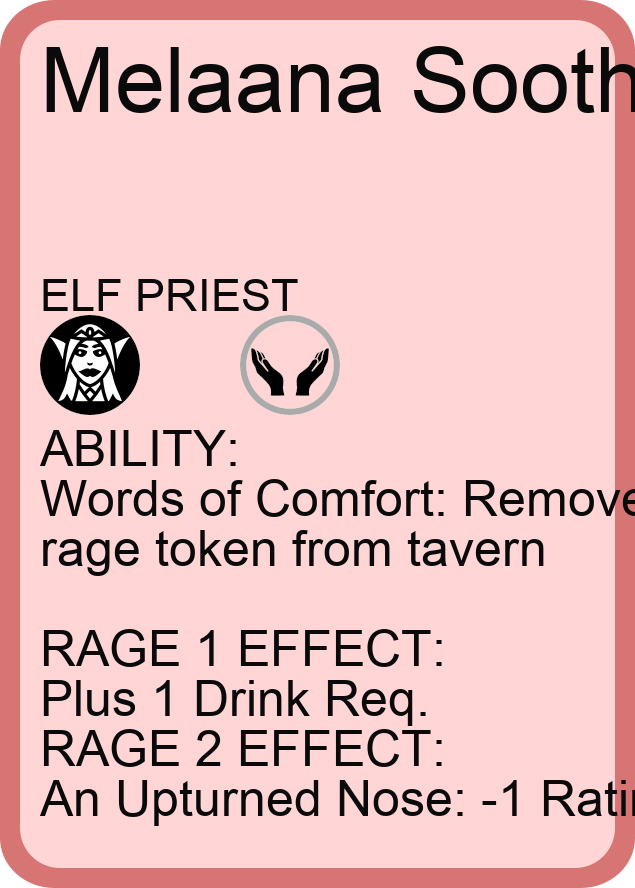 Melaana Sooth
ELF PRIEST
ABILITY:
Words of Comfort: Remove
rage token from tavern
RAGE 1 EFFECT:
Plus 1 Drink Req.
RAGE 2 EFFECT:
An Upturned Nose: -1